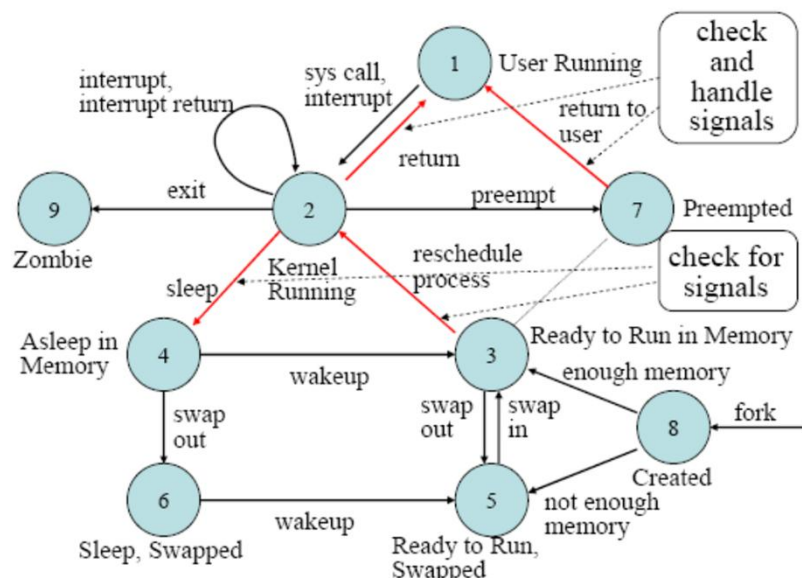 check
and
handle
signals
1
User Running
sys call,
interrupt
interrupt,
interrupt return
return to
user
return
exit
preempt
9
2
7
Preempted
Zombie
Kernel
Running
reschedule
process
check for
signals
sleep
Asleep in
Memory
4
wakeup
3
Ready to Run in Memory
enough memory
swap
out
swap
out
swap
in
8
fork
Created
6
wakeup
5
not enough
memory
Sleep, Swapped
Ready to Run,
Swapped